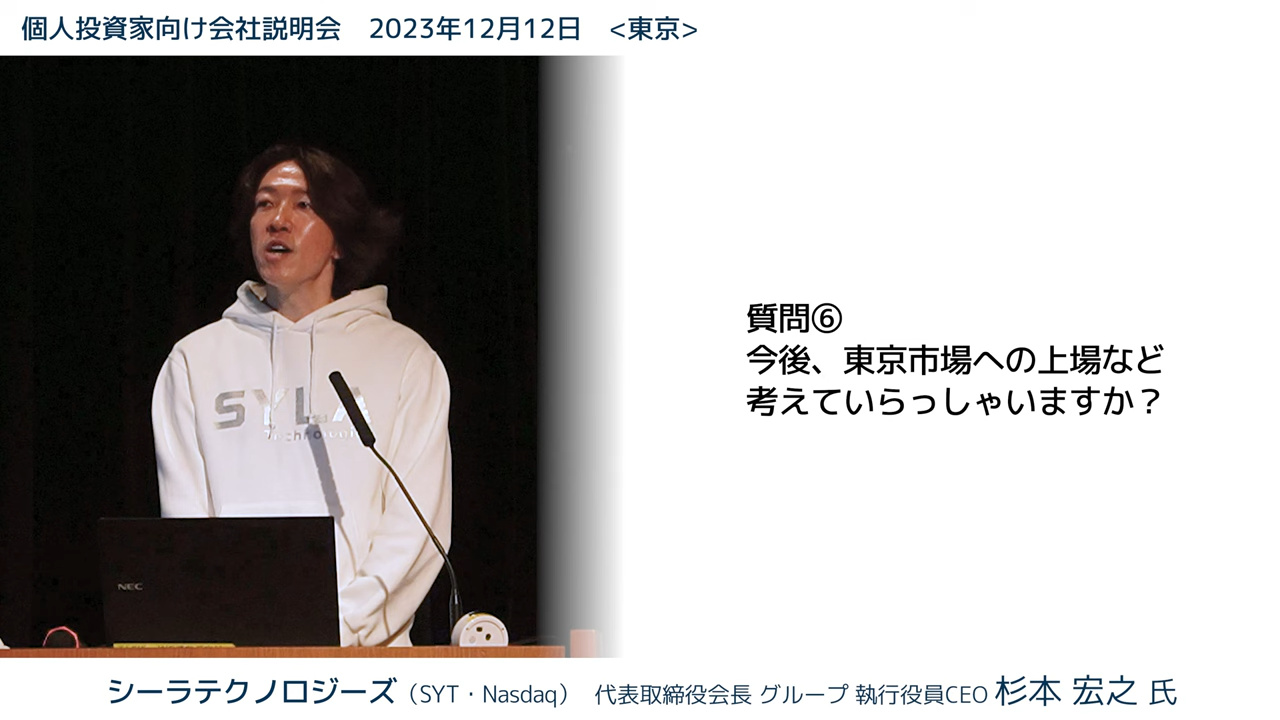 個人投資家向け会社説明会　2023年12月12日　<東京>
SYLA
Technologies
NEC
質問⑥
今後、東京市場への上場など
考えていらっしゃいますか？
シーラテクノロジーズ（SYT・Nasdaq）　代表取締役会長 グループ 執行役員CEO 杉本 宏之 氏